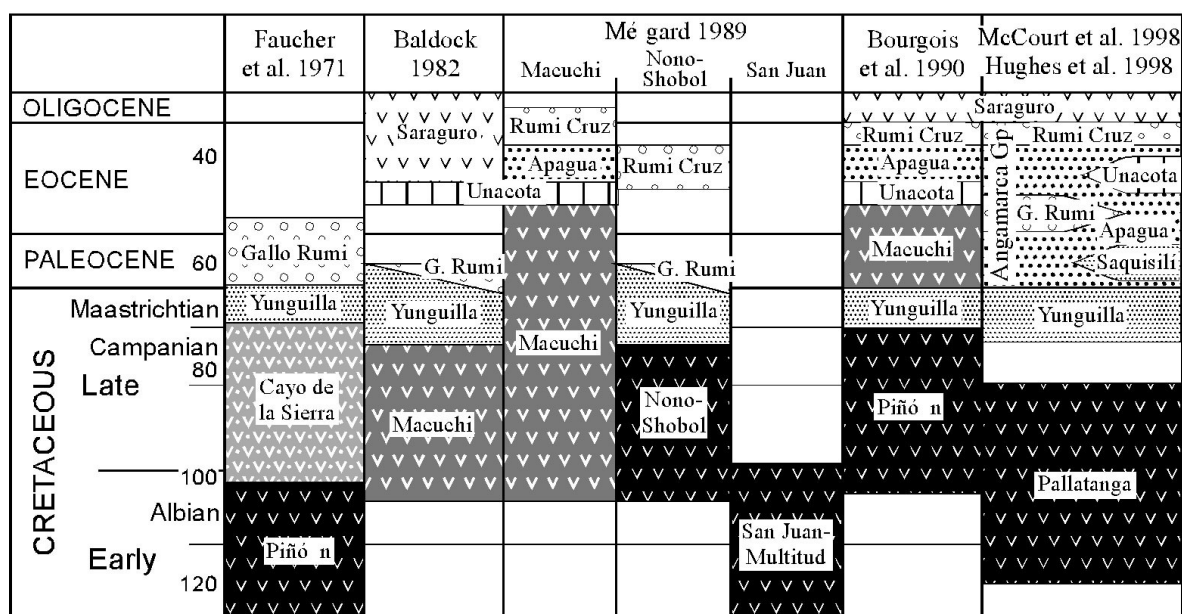 Faucher
et al. 1971
Baldock
1982
Mé gard 1989
Macuchi
Nono-
Shobol
San Juan
Bourgois
et al. 1990
McCourt et al. 1998
Hughes et al. 1998
OLIGOCENE
EOCENE
40
PALEOCENE 60
CRETACEOUS
Maastrichtian
Campanian
80
Late
100
Albian
Early
120
Gallo Rumi
Yunguilla
Cayo de
la Sierra
Piñó n
Saraguro
Unacota
G. Rumi
Yunguilla
Macuchi
Rumi Cruz
Apagua
Macuchi
Rumi Cruz
G. Rumi
Yunguilla
Nono-
Shobol
San Juan-
Multitud
Saraguro
Rumi Cruz
Apagua
Unacota
Macuchi
Yunguilla
Piñó n
Angamarca Gp
Rumi Cruz
Unacota
G. Rumi
Apagua
Saquisilí
Yunguilla
Pallatanga